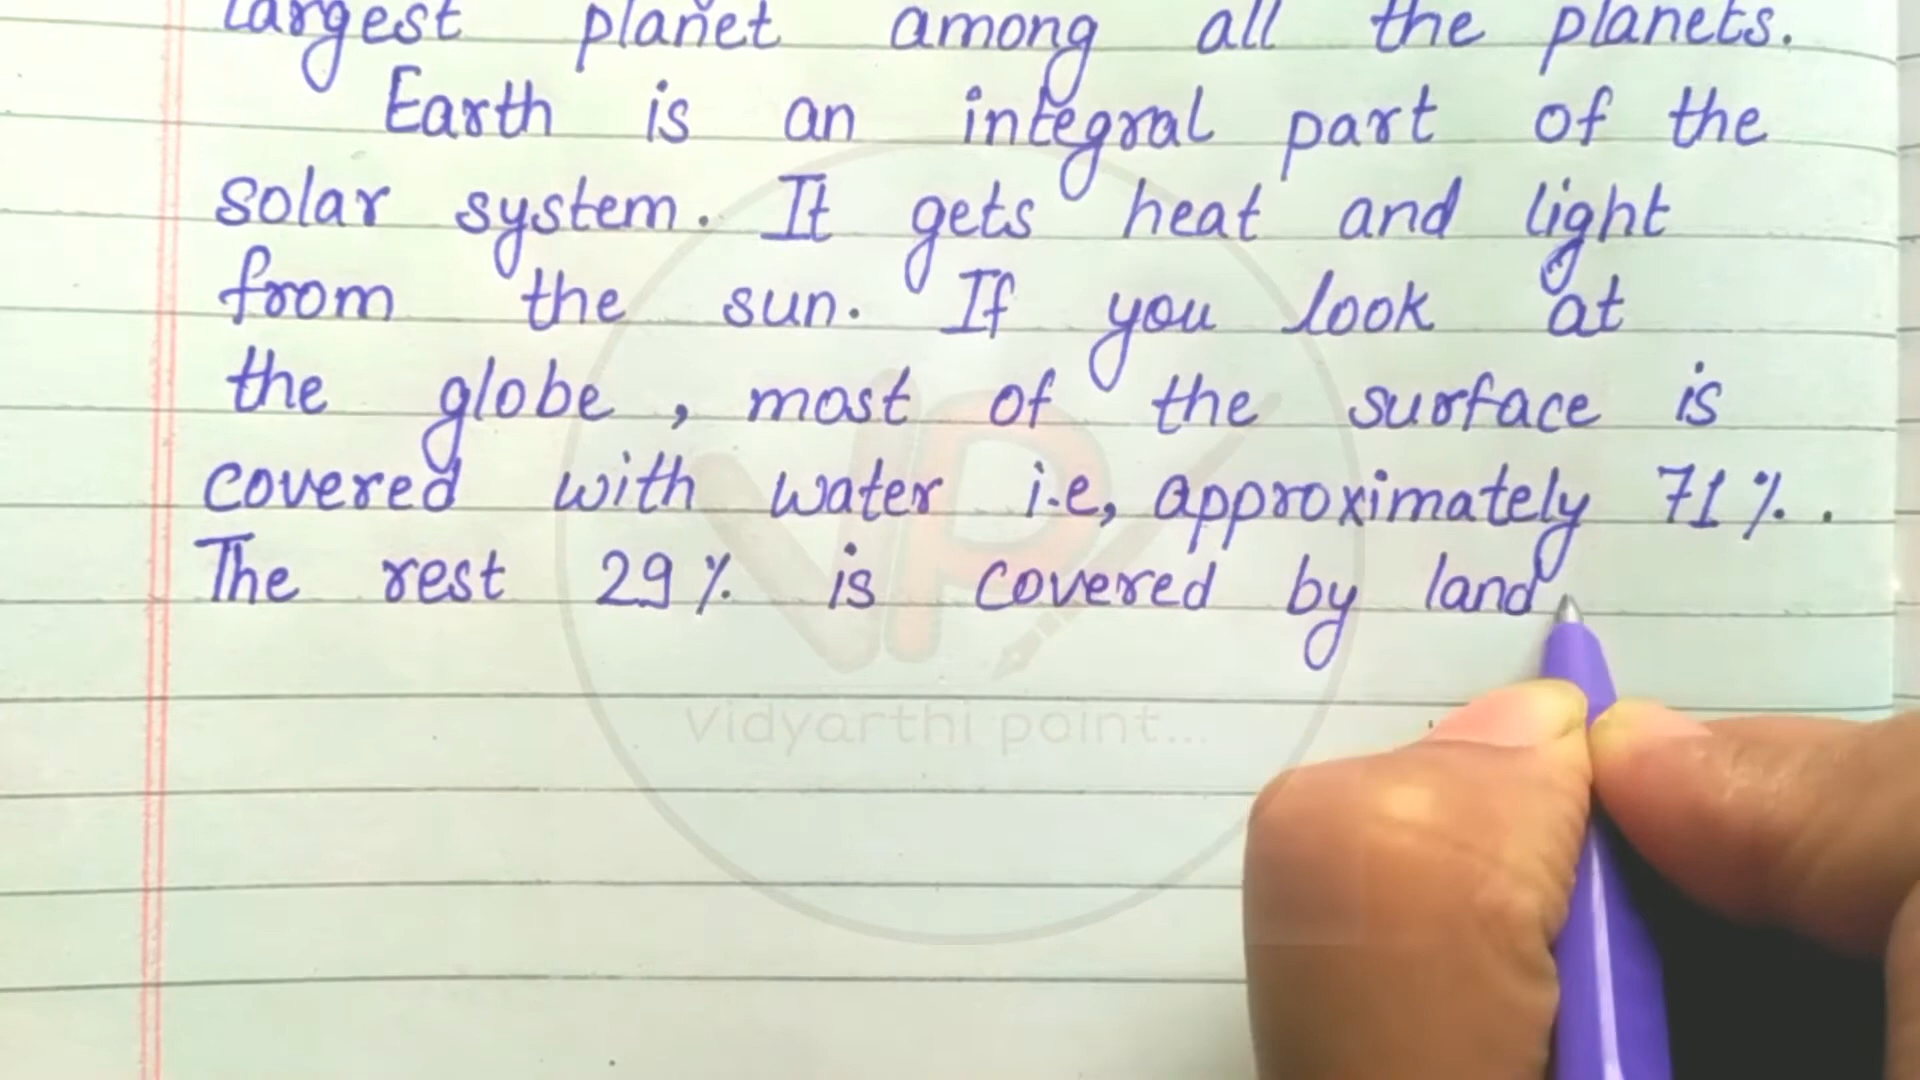 largest planet among all the planets.
Earth is an integral part of the
solar system. It gets heat and light
from the sun. If you look at
the globe, most of the surface is
covered with water i.e, approximately 71%.
The rest 29% is covered by land
VP
Vidyarthi point...